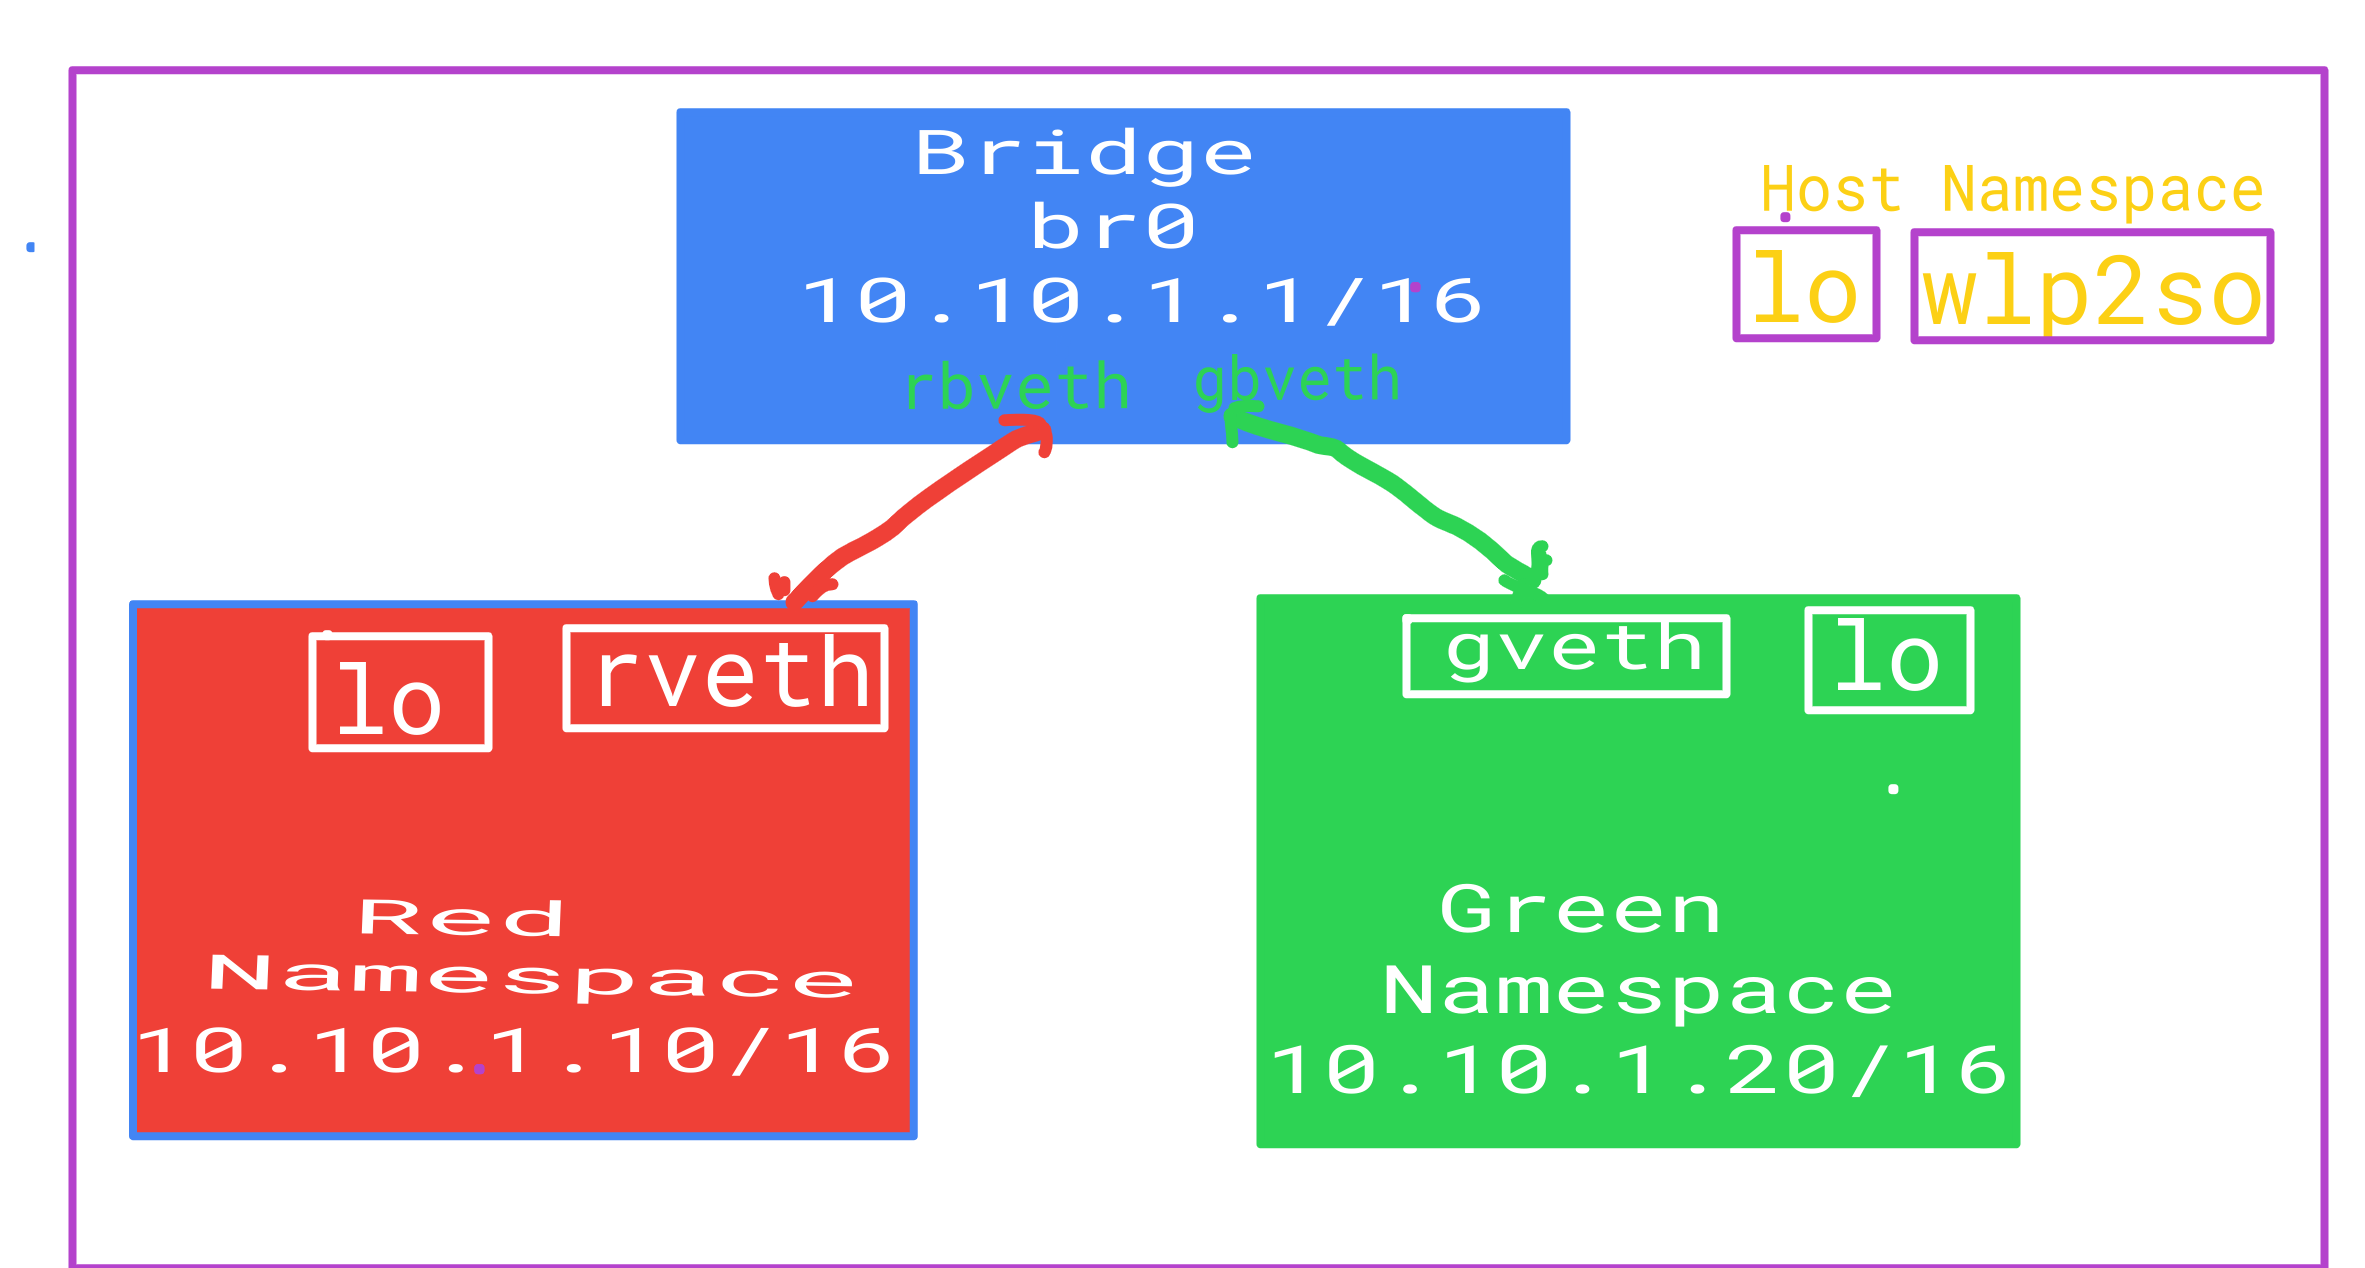 Bridge
br0
10.10.1.1/16
rbveth gbveth
Host Namespace
lo wlp2so
lo rveth
Red
Namespace
10.10.1.10/16
gveth lo
Green
Namespace
10.10.1.20/16